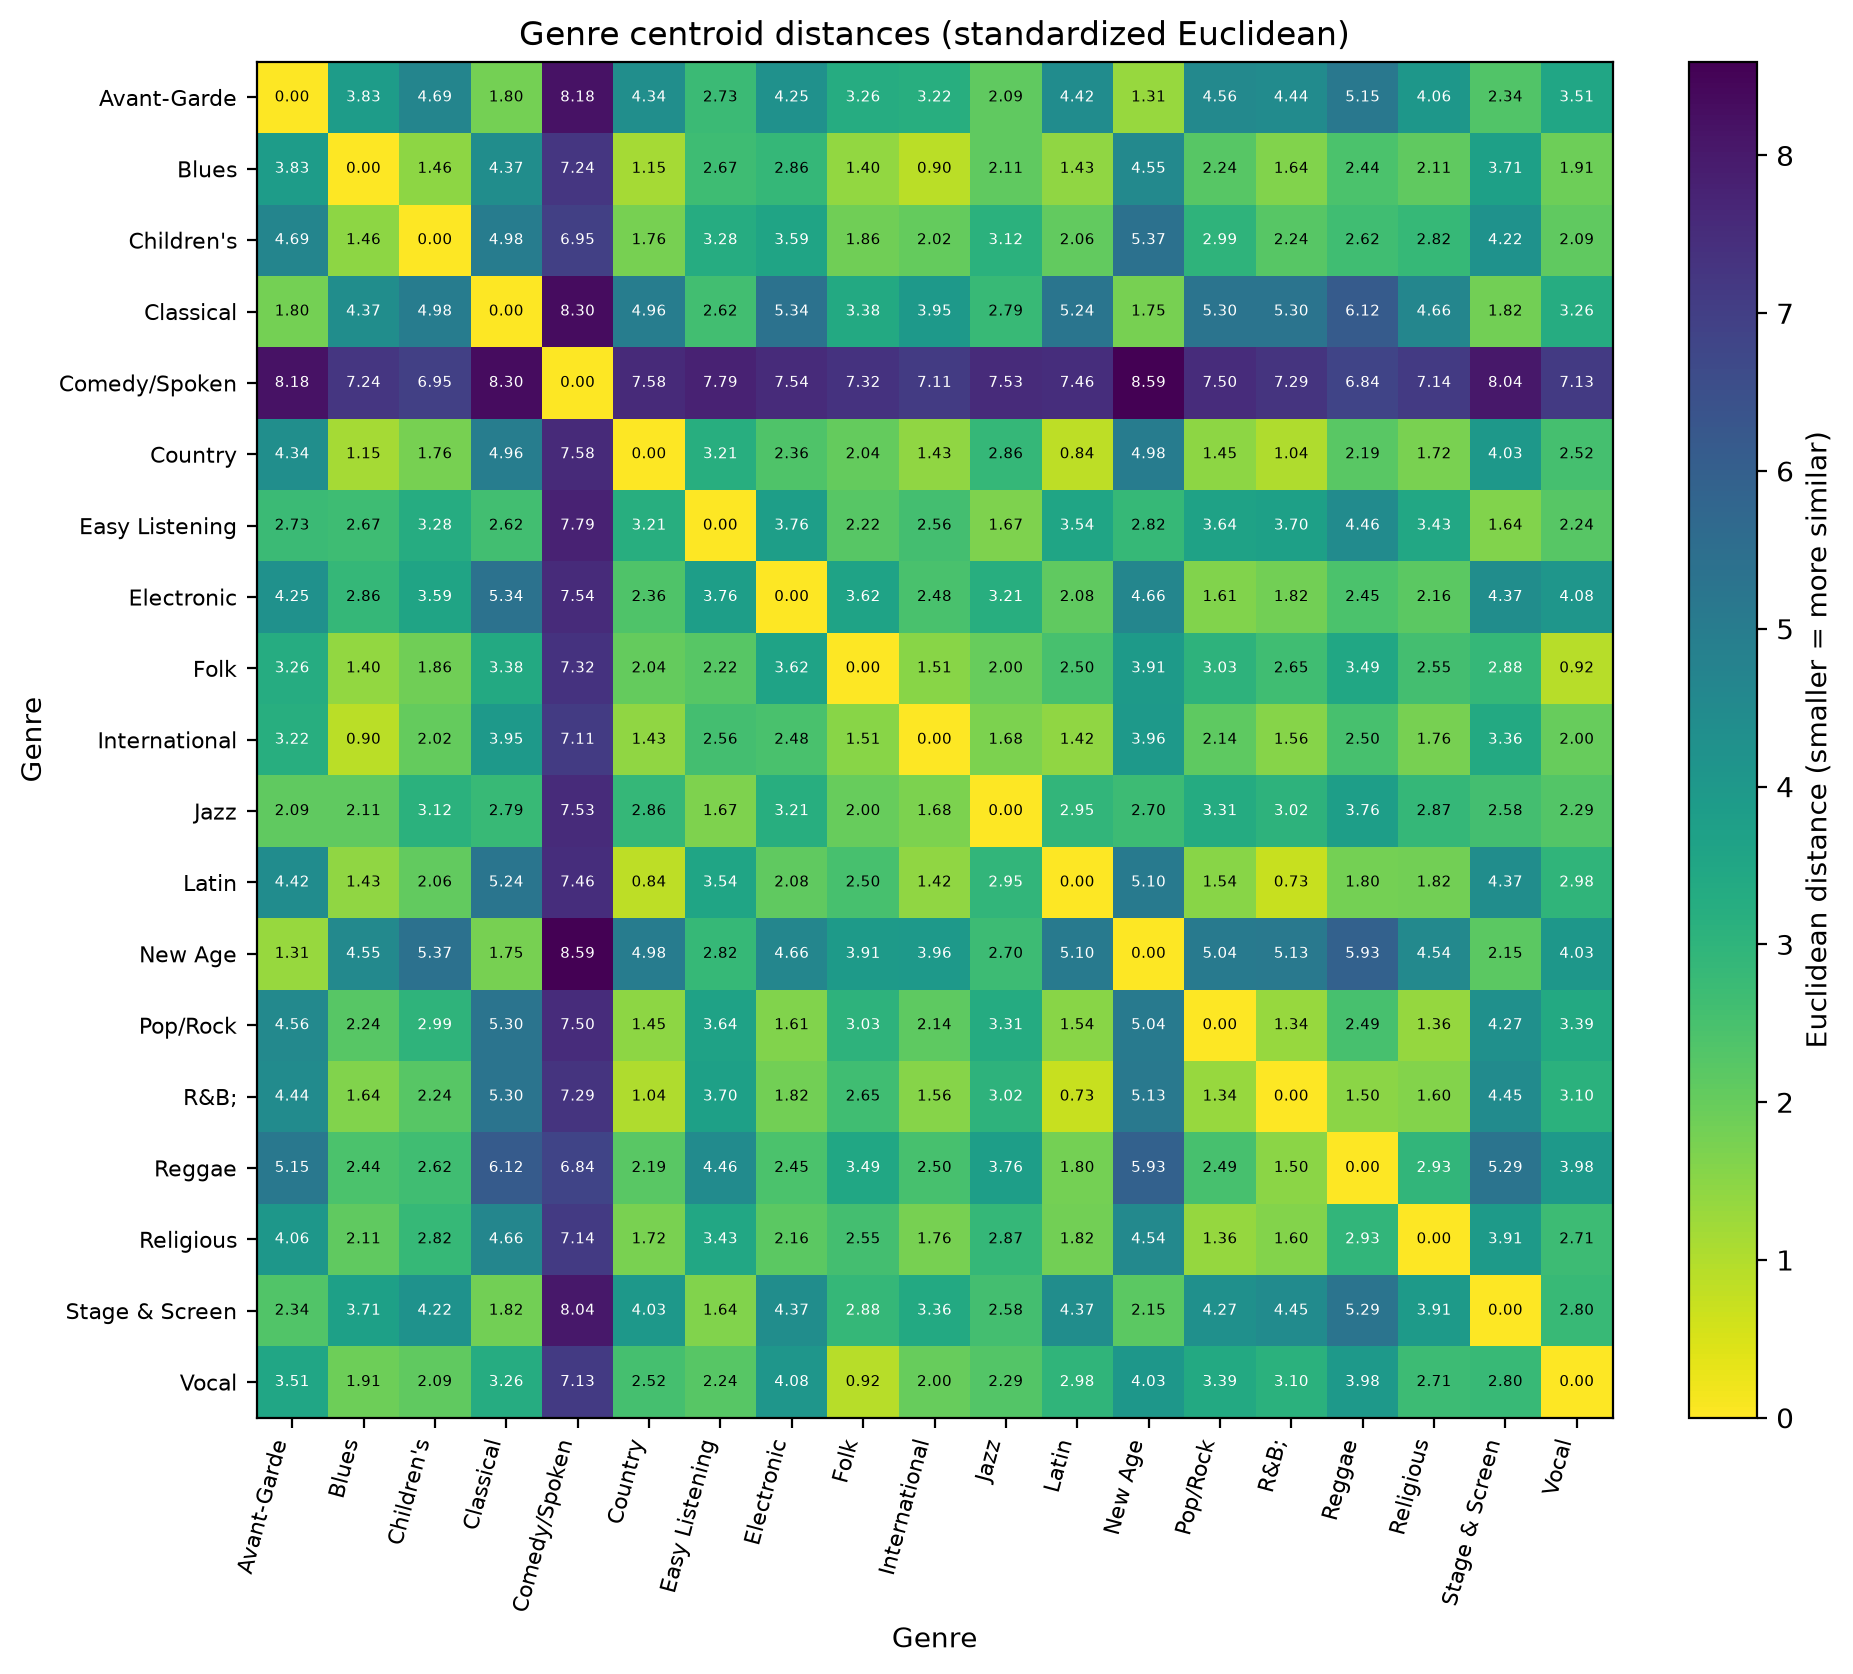 Genre centroid distances (standardized Euclidean)
Avant-Garde 0.00 3.83 4.69 1.80 8.18 4.34 2.73 4.25 3.26 3.22 2.09 4.42 1.31 4.56 4.44 5.15 4.06 2.34 3.51
Blues 3.83 0.00 1.46 4.37 7.24 1.15 2.67 2.86 1.40 0.90 2.11 1.43 4.55 2.24 1.64 2.44 2.11 3.71 1.91
Children's 4.69 1.46 0.00 4.98 6.95 1.76 3.28 3.59 1.86 2.02 3.12 2.06 5.37 2.99 2.24 2.62 2.82 4.22 2.09
Classical 1.80 4.37 4.98 0.00 8.30 4.96 2.62 5.34 3.38 3.95 2.79 5.24 1.75 5.30 5.30 6.12 4.66 1.82 3.26
Comedy/Spoken 8.18 7.24 6.95 8.30 0.00 7.58 7.79 7.54 7.32 7.11 7.53 7.46 8.59 7.50 7.29 6.84 7.14 8.04 7.13
Country 4.34 1.15 1.76 4.96 7.58 0.00 3.21 2.36 2.04 1.43 2.86 0.84 4.98 1.45 1.04 2.19 1.72 4.03 2.52
Easy Listening 2.73 2.67 3.28 2.62 7.79 3.21 0.00 3.76 2.22 2.56 1.67 3.54 2.82 3.64 3.70 4.46 3.43 1.64 2.24
Electronic 4.25 2.86 3.59 5.34 7.54 2.36 3.76 0.00 3.62 2.48 3.21 2.08 4.66 1.61 1.82 2.45 2.16 4.37 4.08
Folk 3.26 1.40 1.86 3.38 7.32 2.04 2.22 3.62 0.00 1.51 2.00 2.50 3.91 3.03 2.65 3.49 2.55 2.88 0.92
International 3.22 0.90 2.02 3.95 7.11 1.43 2.56 2.48 1.51 0.00 1.68 1.42 3.96 2.14 1.56 2.50 1.76 3.36 2.00
Jazz 2.09 2.11 3.12 2.79 7.53 2.86 1.67 3.21 2.00 1.68 0.00 2.95 2.70 3.31 3.02 3.76 2.87 2.58 2.29
Latin 4.42 1.43 2.06 5.24 7.46 0.84 3.54 2.08 2.50 1.42 2.95 0.00 5.10 1.54 0.73 1.80 1.82 4.37 2.98
New Age 1.31 4.55 5.37 1.75 8.59 4.98 2.82 4.66 3.91 3.96 2.70 5.10 0.00 5.04 5.13 5.93 4.54 2.15 4.03
Pop/Rock 4.56 2.24 2.99 5.30 7.50 1.45 3.64 1.61 3.03 2.14 3.31 1.54 5.04 0.00 1.34 2.49 1.36 4.27 3.39
R&B; 4.44 1.64 2.24 5.30 7.29 1.04 3.70 1.82 2.65 1.56 3.02 0.73 5.13 1.34 0.00 1.50 1.60 4.45 3.10
Reggae 5.15 2.44 2.62 6.12 6.84 2.19 4.46 2.45 3.49 2.50 3.76 1.80 5.93 2.49 1.50 0.00 2.93 5.29 3.98
Religious 4.06 2.11 2.82 4.66 7.14 1.72 3.43 2.16 2.55 1.76 2.87 1.82 4.54 1.36 1.60 2.93 0.00 3.91 2.71
Stage & Screen 2.34 3.71 4.22 1.82 8.04 4.03 1.64 4.37 2.88 3.36 2.58 4.37 2.15 4.27 4.45 5.29 3.91 0.00 2.80
Vocal 3.51 1.91 2.09 3.26 7.13 2.52 2.24 4.08 0.92 2.00 2.29 2.98 4.03 3.39 3.10 3.98 2.71 2.80 0.00
Avant-Garde
Blues
Children's
Classical
Comedy/Spoken
Country
Easy Listening
Electronic
Folk
International
Jazz
Latin
New Age
Pop/Rock
R&B;
Reggae
Religious
Stage & Screen
Vocal
Genre
Genre
8
7
6
5
4
3
2
1
0
Euclidean distance (smaller = more similar)